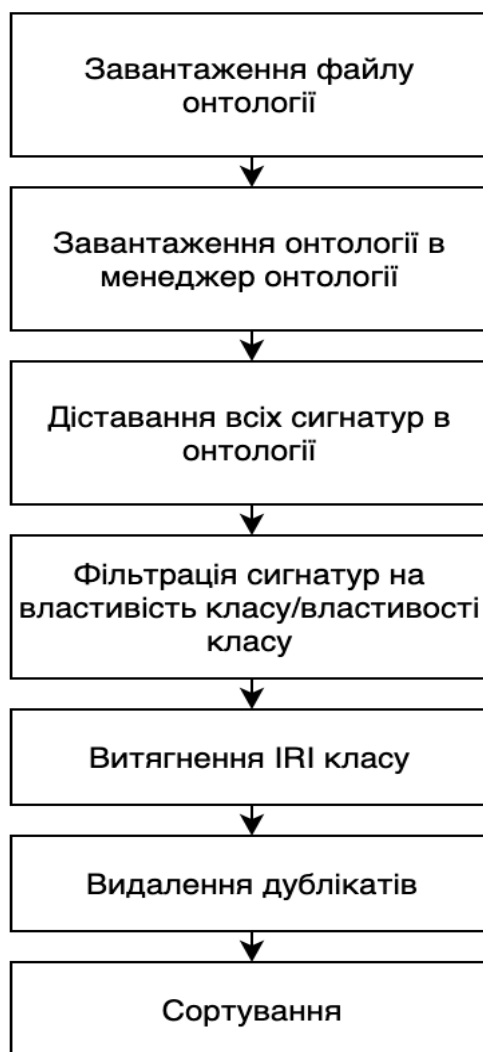 Завантаження файлу
онтології
Завантаження онтології в
менеджер онтології
Діставання всіх сигнатур в
онтології
Фільтрація сигнатур на
властивість класу/властивості
класу
Витягнення IRI класу
Видалення дублікатів
Сортування